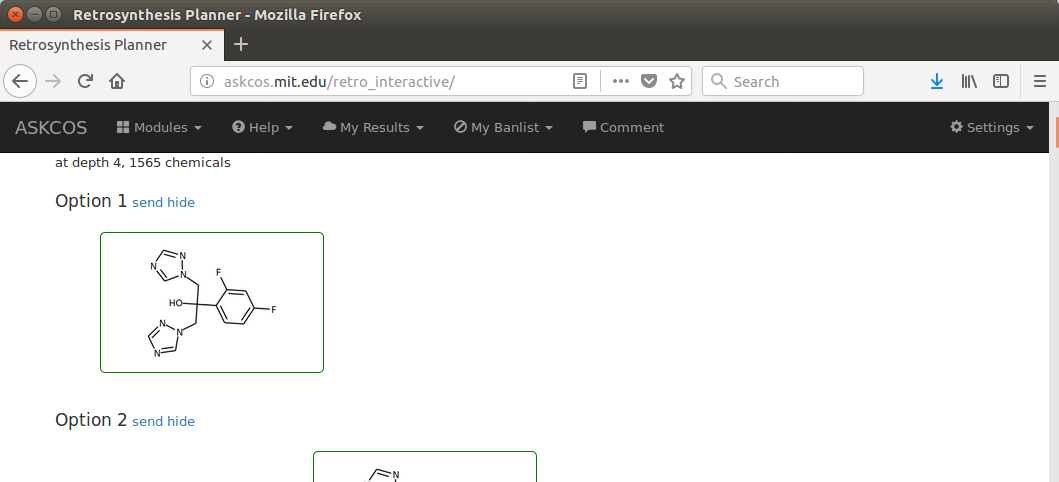 Retrosynthesis Planner - Mozilla Firefox
Retrosynthesis Planner
askcos.mit.edu/retro_interactive/
Search
ASKCOS Modules Help My Results My Banlist Comment Settings
at depth 4, 1565 chemicals
Option 1 send hide
N
N
N
F
HO
F
N
N
N
Option 2 send hide
N